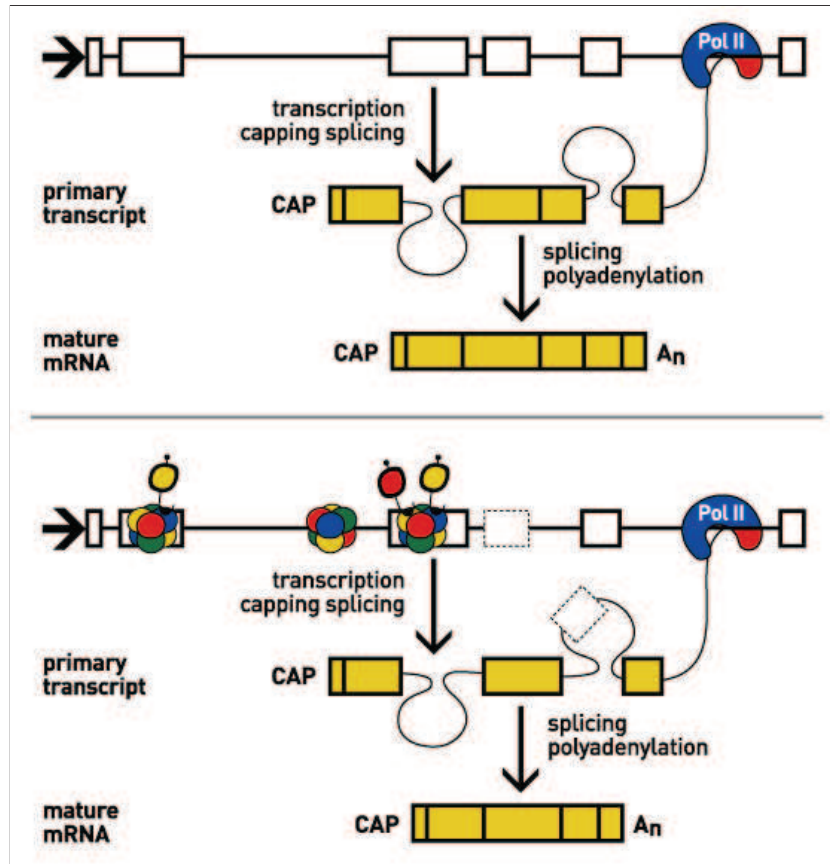 Pol II
transcription
capping splicing
primary
transcript
CAP
splicing
polyadenylation
mature
mRNA
CAP
An
Pol II
transcription
capping splicing
primary
transcript
CAP
splicing
polyadenylation
mature
mRNA
CAP
An